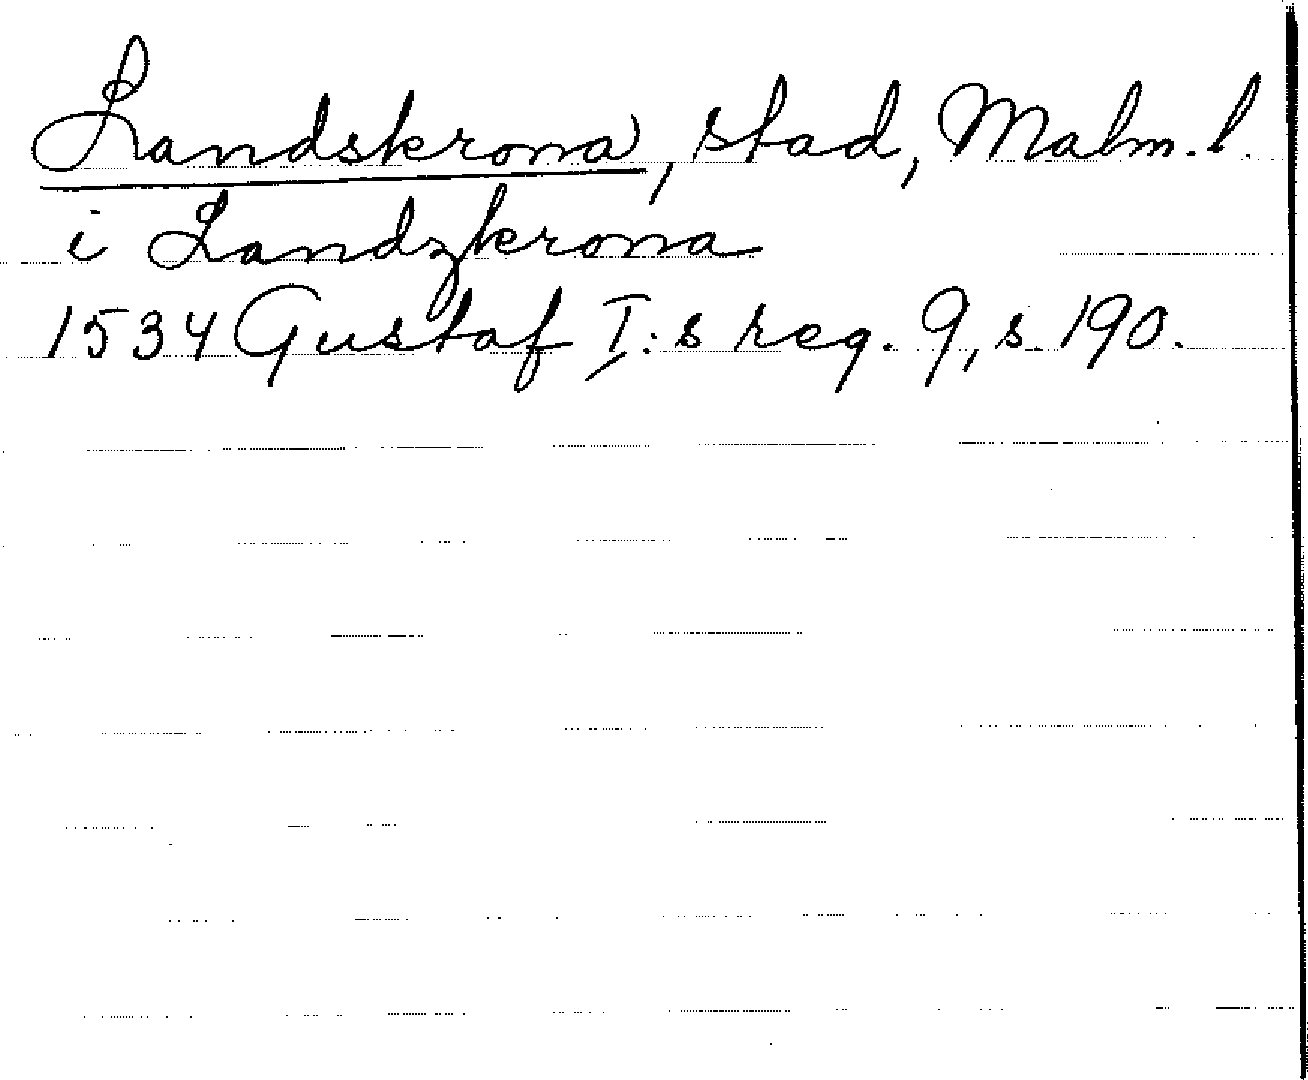 Landskrona, stad, Malm. l.
i Landzkrona
1534 Gustaf I:s reg. 9, s. 190.